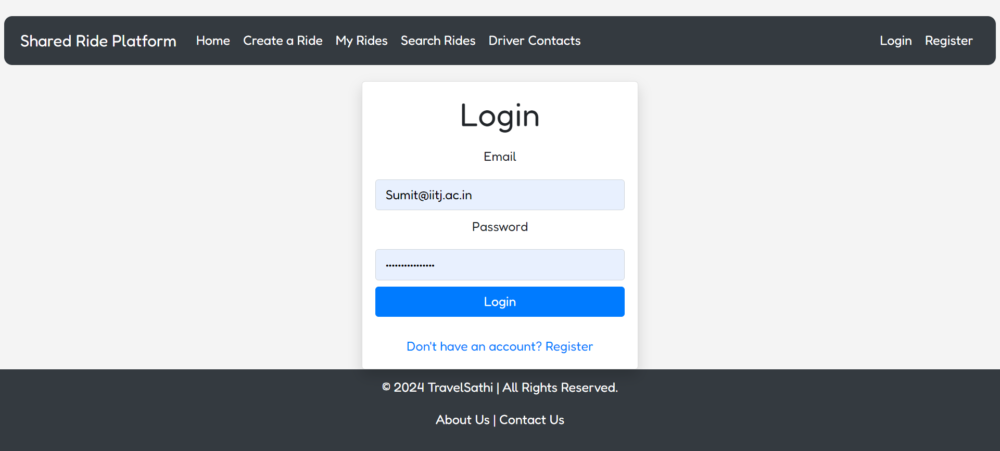 Shared Ride Platform Home Create a Ride My Rides Search Rides Driver Contacts Login Register
Login
Email
Sumit@iitj.ac.in
Password
••••••••••••••••
Login
Don't have an account? Register
© 2024 TravelSathi | All Rights Reserved.
About Us | Contact Us